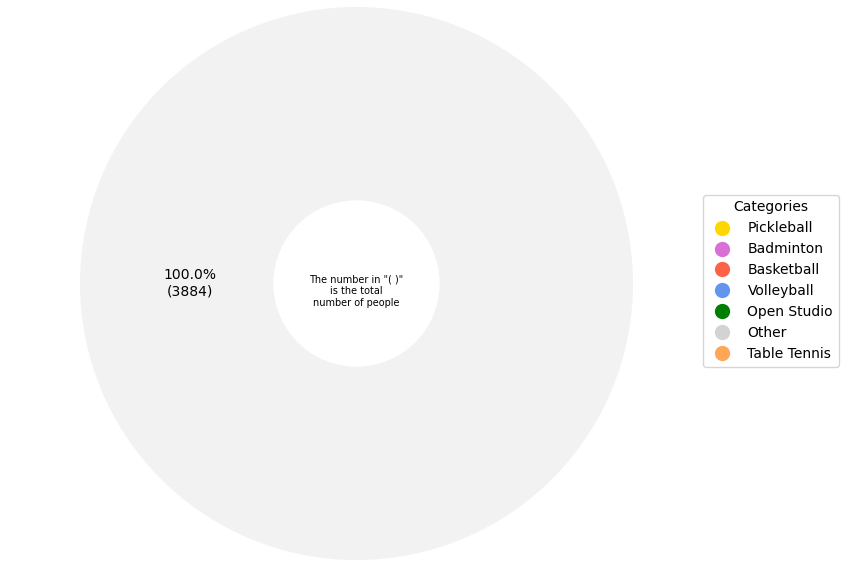 100.0%
(3884)
The number in "( )"
is the total
number of people
Categories
Pickleball
Badminton
Basketball
Volleyball
Open Studio
Other
Table Tennis